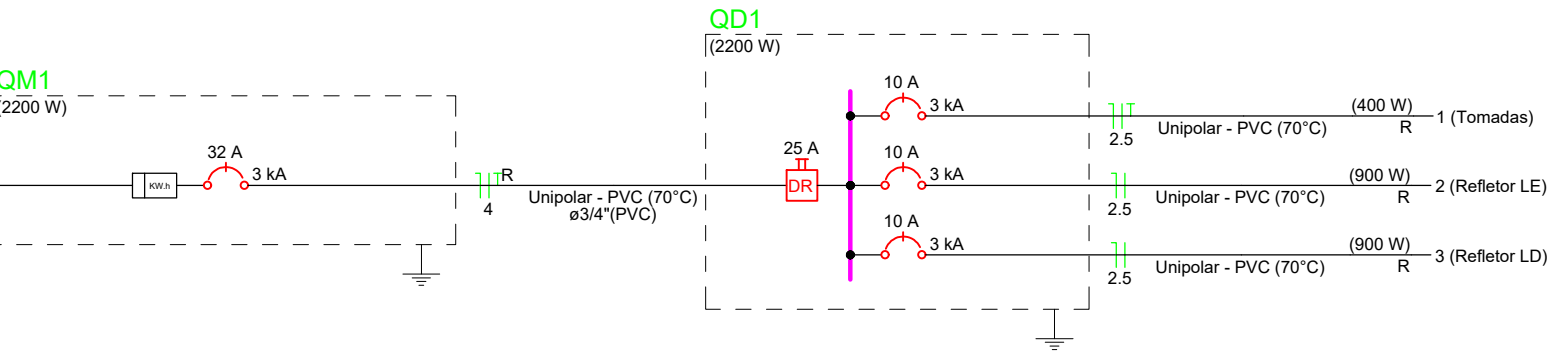 QM1
(2200 W)
KW.h
32 A
3 kA
R
4
Unipolar - PVC (70°C)
ø3/4"(PVC)
QD1
(2200 W)
25 A
DR
10 A
3 kA
2.5
Unipolar - PVC (70°C)
(400 W)
R
1 (Tomadas)
10 A
3 kA
2.5
Unipolar - PVC (70°C)
(900 W)
R
2 (Refletor LE)
10 A
3 kA
2.5
Unipolar - PVC (70°C)
(900 W)
R
3 (Refletor LD)